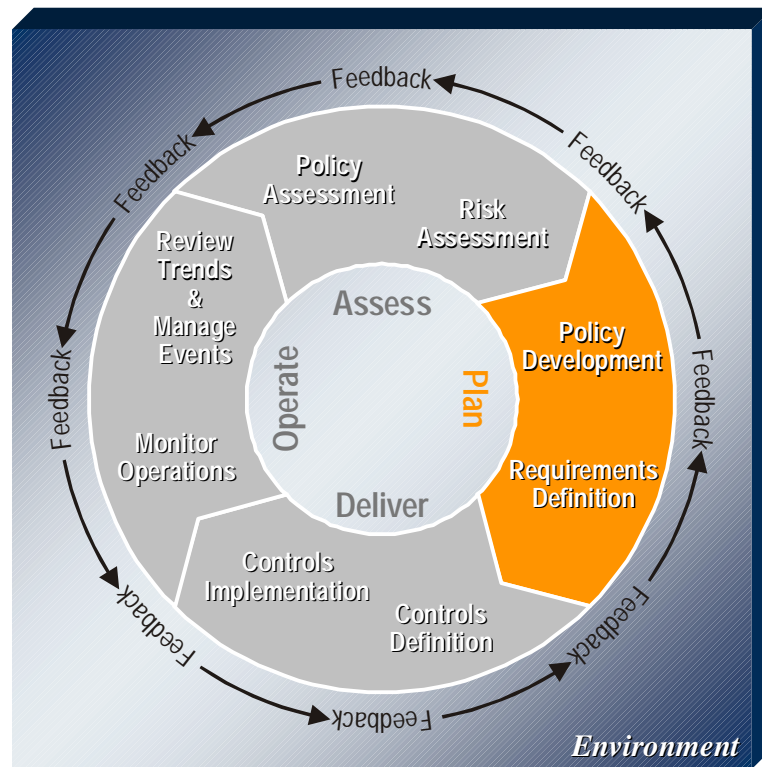 Feedback
Feedback
Feedback
Policy
Assessment
Risk
Assessment
Review
Trends
&
Manage
Events
Assess
Policy
Development
Operate
Plan
Feedback
Feedback
Monitor
Operations
Requirements
Definition
Deliver
Controls
Implementation
Controls
Definition
Feedback
Feedback
Feedback
Environment